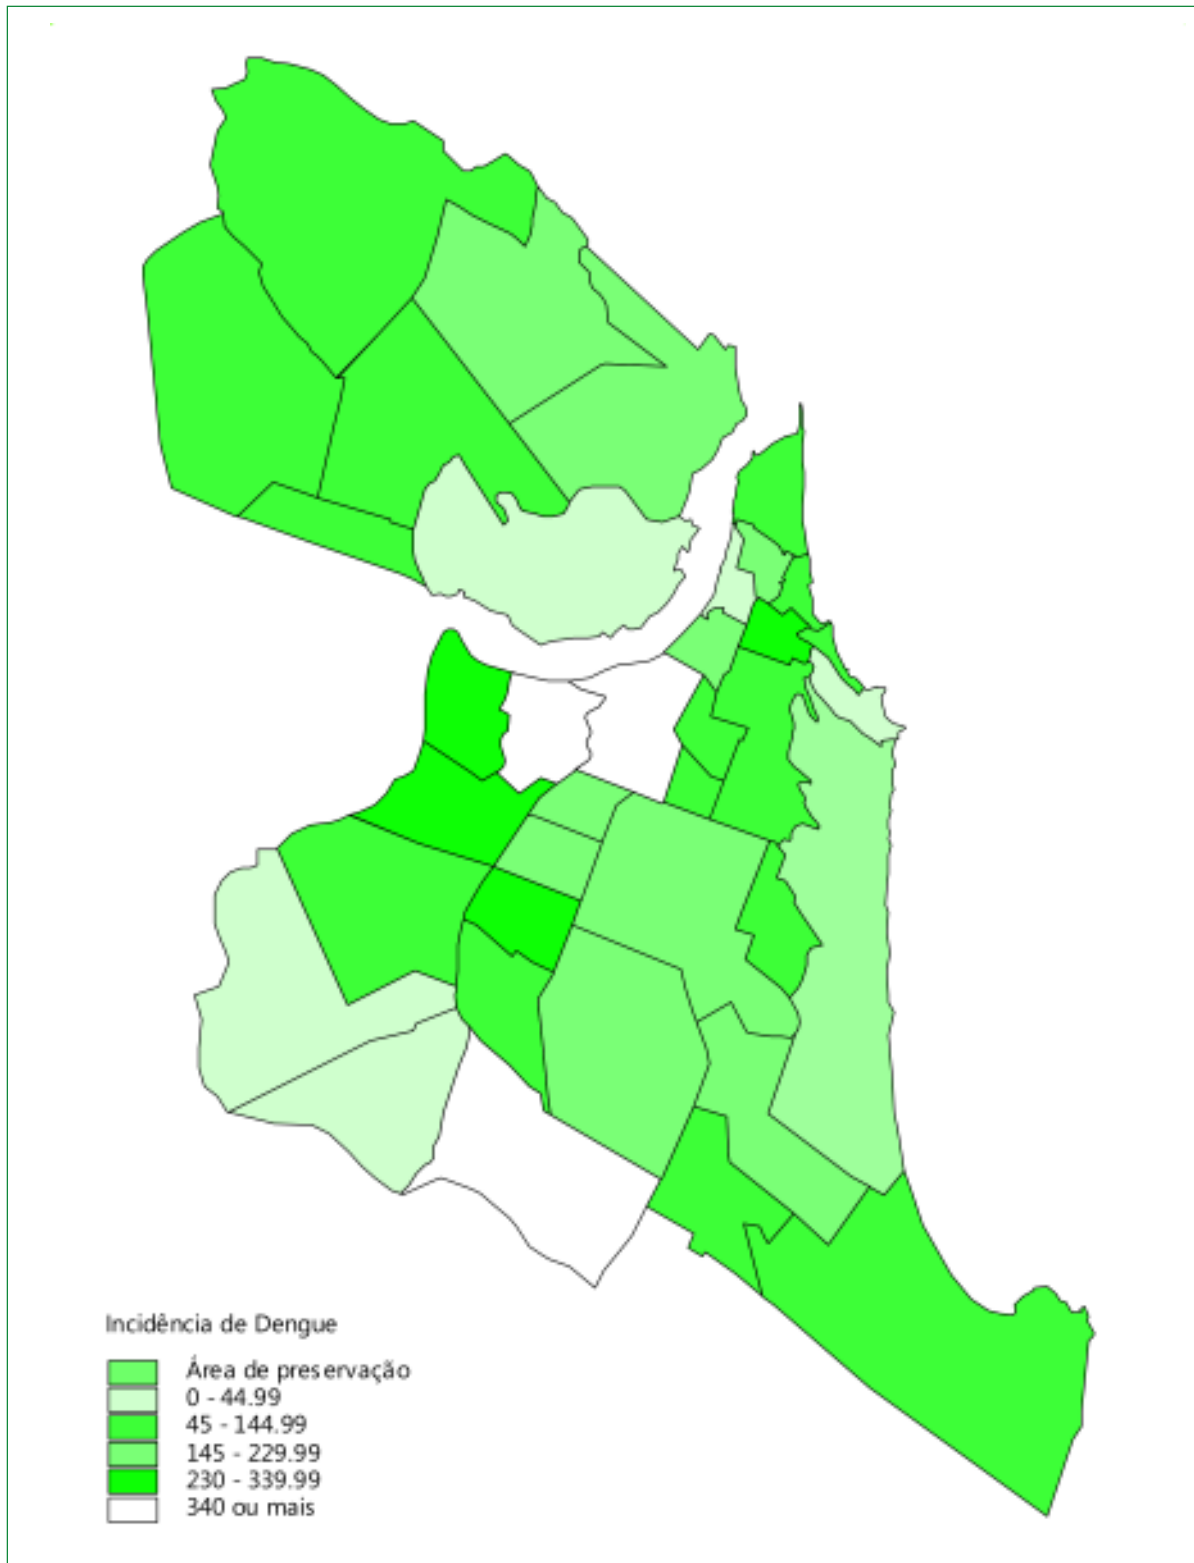 Incidência de Dengue
Área de preservação
0 - 44.99
45 - 144.99
145 - 229.99
230 - 339.99
340 ou mais